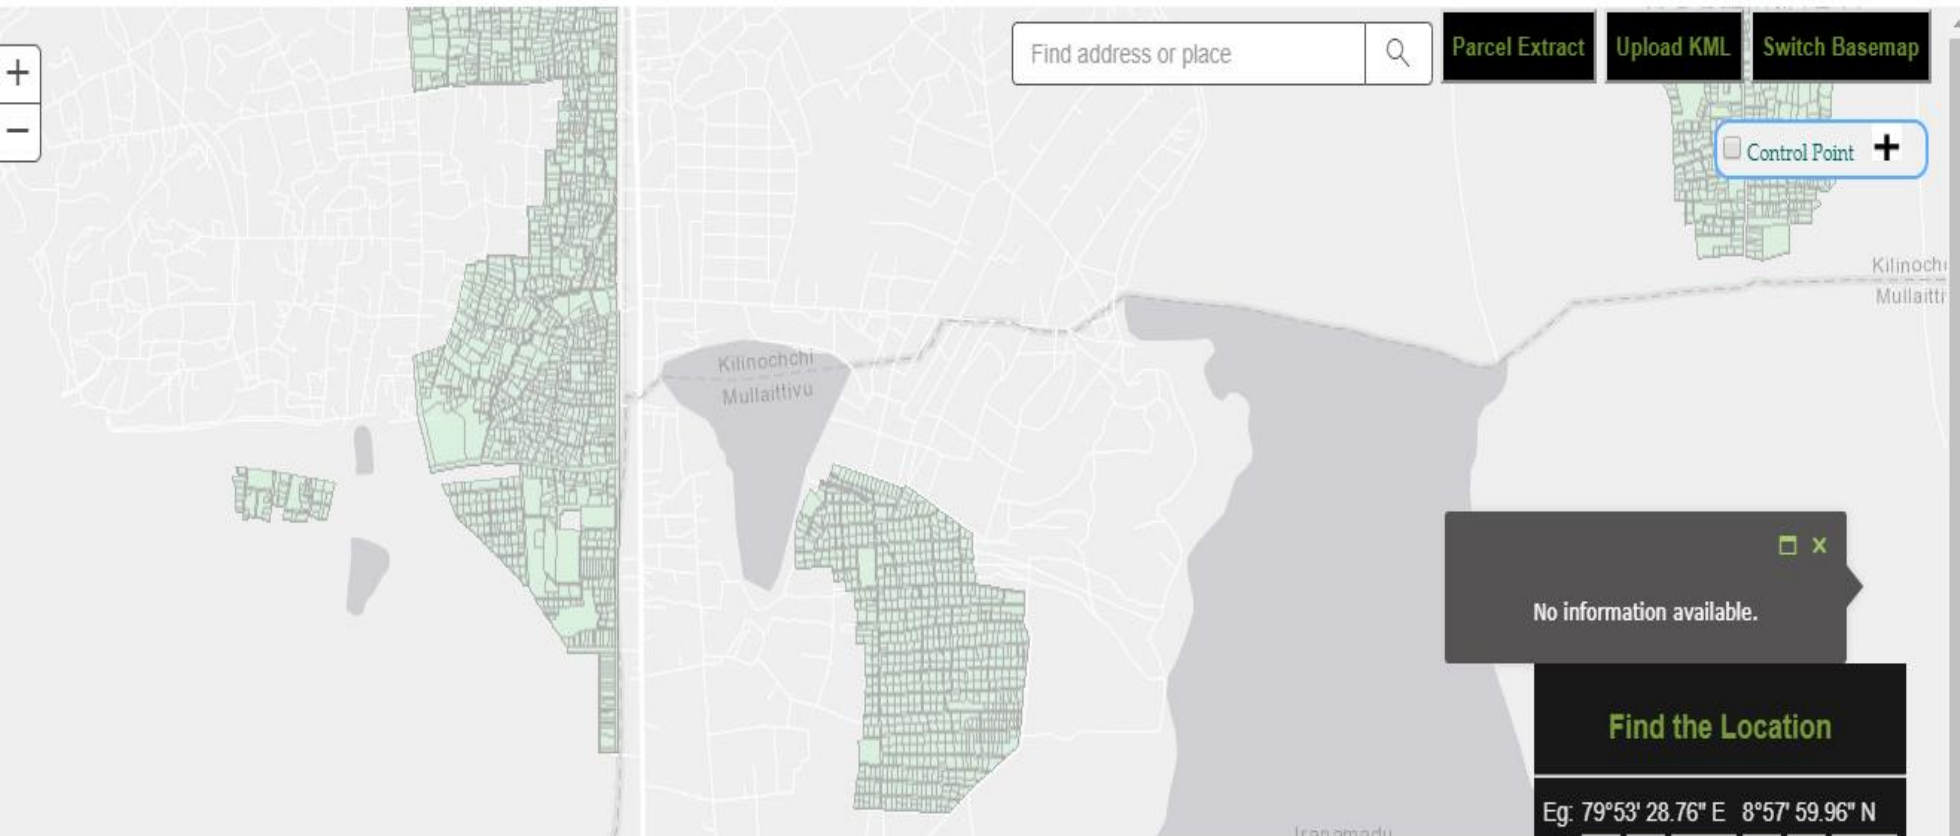 +
Find address or place
Parcel Extract
Upload KML
Switch Basemap
−
Control Point +
Kilinoch
Mullaitti
Kilinochchi
Mullaittivu
No information available.
Find the Location
Eg: 79°53' 28.76" E 8°57' 59.96" N
Iranamadu